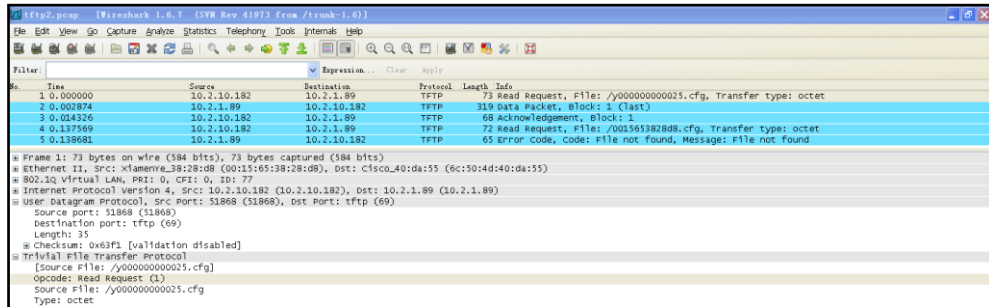 tftp2.pcap [Wireshark 1.6.7 (SVN Rev 41973 from /trunk-1.6)]
File Edit View Go Capture Analyze Statistics Telephony Tools Internals Help
Filter: Expression... Clear Apply
No. Time Source Destination Protocol Length Info
1 0.000000 10.2.10.182 10.2.1.89 TFTP 73 Read Request, File: /y000000000025.cfg, Transfer type: octet
2 0.002874 10.2.1.89 10.2.10.182 TFTP 319 Data Packet, Block: 1 (last)
3 0.014326 10.2.10.182 10.2.1.89 TFTP 68 Acknowledgement, Block: 1
4 0.137569 10.2.10.182 10.2.1.89 TFTP 72 Read Request, File: /0015653828d8.cfg, Transfer type: octet
5 0.138681 10.2.1.89 10.2.10.182 TFTP 65 Error Code, Code: File not found, Message: File not found
Frame 1: 73 bytes on wire (584 bits), 73 bytes captured (584 bits)
Ethernet II, Src: XiamenYe_38:28:d8 (00:15:65:38:28:d8), Dst: Cisco_40:da:55 (6c:50:4d:40:da:55)
802.1Q Virtual LAN, PRI: 0, CFI: 0, ID: 77
Internet Protocol Version 4, Src: 10.2.10.182 (10.2.10.182), Dst: 10.2.1.89 (10.2.1.89)
User Datagram Protocol, Src Port: 51868 (51868), Dst Port: tftp (69)
Source port: 51868 (51868)
Destination port: tftp (69)
Length: 35
Checksum: 0x63f1 [validation disabled]
Trivial File Transfer Protocol
[Source File: /y000000000025.cfg]
Opcode: Read Request (1)
Source File: /y000000000025.cfg
Type: octet